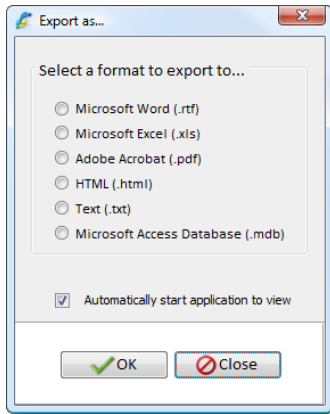 Export as...
Select a format to export to...
Microsoft Word (.rtf)
Microsoft Excel (.xls)
Adobe Acrobat (.pdf)
HTML (.html)
Text (.txt)
Microsoft Access Database (.mdb)
Automatically start application to view
OK Close